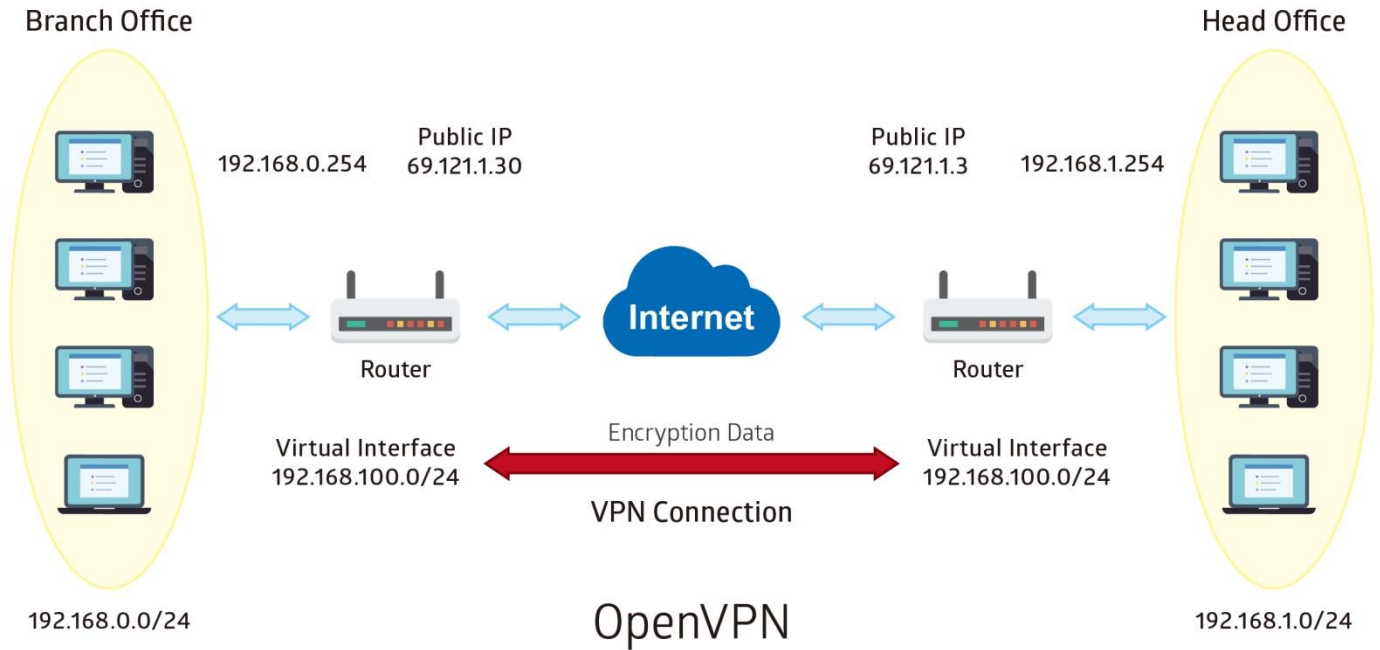 Branch Office
Head Office
Public IP
69.121.1.30
192.168.0.254
Public IP
69.121.1.3
192.168.1.254
Internet
Router
Router
Virtual Interface
192.168.100.0/24
Encryption Data
VPN Connection
Virtual Interface
192.168.100.0/24
192.168.0.0/24
OpenVPN
192.168.1.0/24